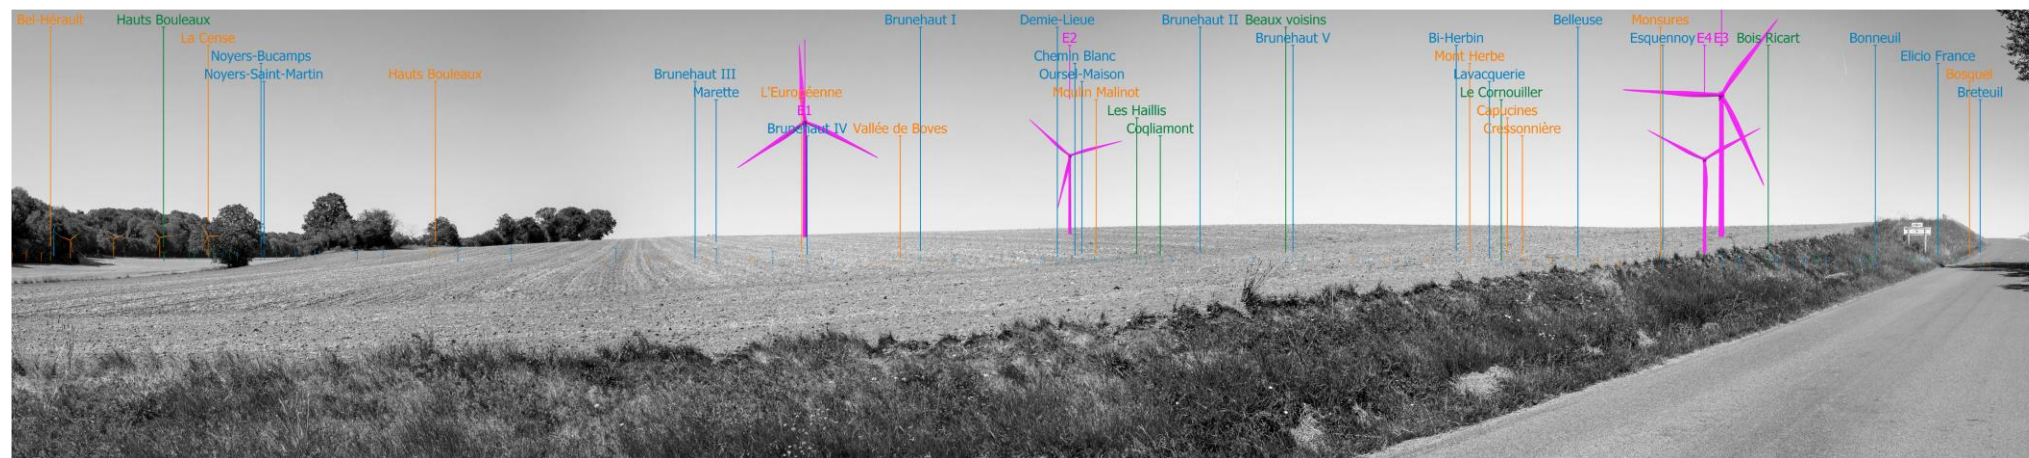 Bel-Hérault
Hauts Bouleaux
Brunehaut I
Demie-Lieue
Brunehaut II
Beaux voisins
Belleuse
Monsures
La Cense
E2
Brunehaut V
Bi-Herbin
Esquennoy
E4
E3
Bois Ricart
Bonneuil
Noyers-Bucamps
Chemin Blanc
Mont Herbe
Elicio France
Noyers-Saint-Martin
Hauts Bouleaux
Brunehaut III
Oursel-Maison
Lavacquerie
Bosguel
Marette
L'Européenne
Moulin Malinot
Le Cornouiller
Breteuil
E1
Les Haillis
Capucines
Brunehaut IV
Vallée de Boves
Coqliamont
Cressonnière